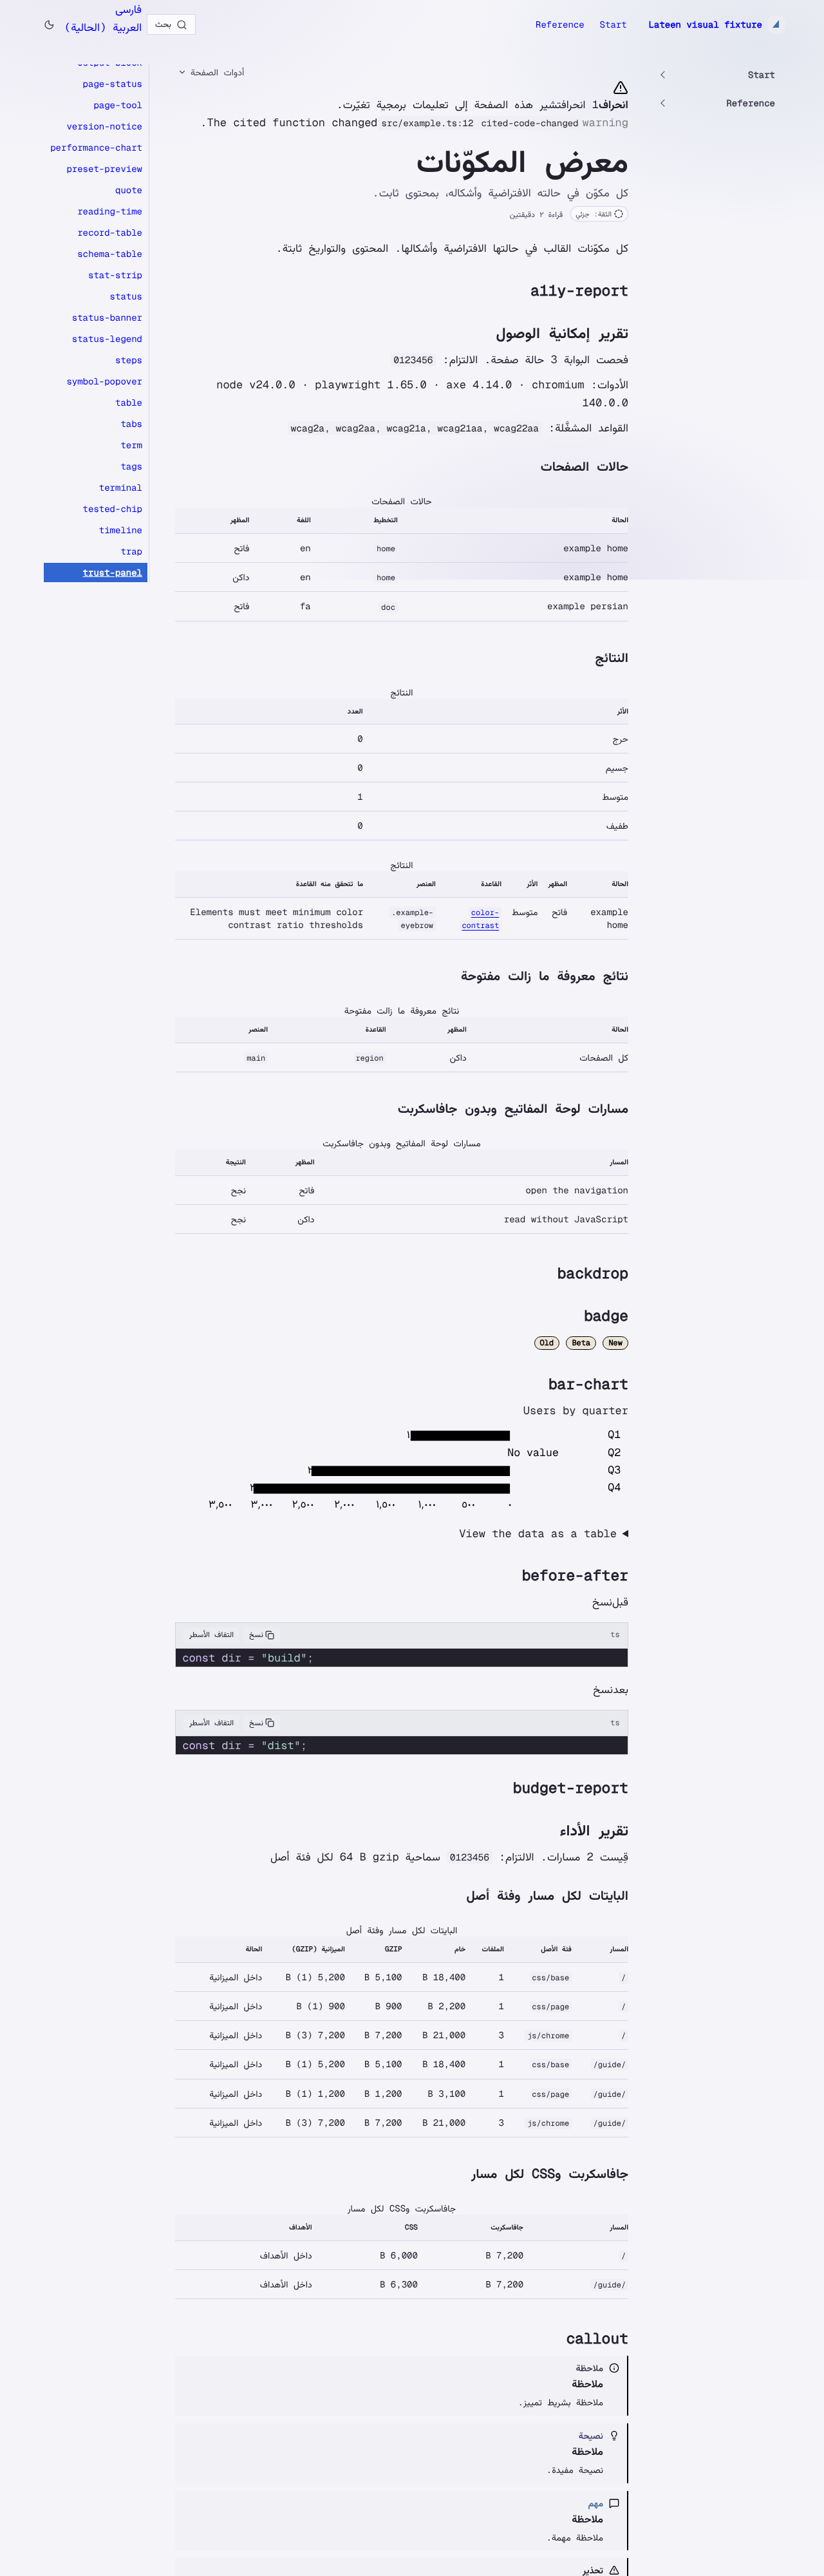 Lateen visual fixture
Start
Reference
بحث
فارسی
العربية (الحالية)
Start
Reference
أدوات الصفحة
انحراف1 انحرافتشير هذه الصفحة إلى تعليمات برمجية تغيّرت.
warning cited-code-changed src/example.ts:12 The cited function changed.
معرض المكوّنات
كل مكوّن في حالته الافتراضية وأشكاله، بمحتوى ثابت.
الثقة: جزئي
قراءة ٢ دقيقتين
كل مكوّنات القالب في حالتها الافتراضية وأشكالها. المحتوى والتواريخ ثابتة.
a11y-report
تقرير إمكانية الوصول
فحصت البوابة 3 حالة صفحة. الالتزام: 0123456
الأدوات: node v24.0.0 · playwright 1.65.0 · axe 4.14.0 · chromium
140.0.0
القواعد المشغَّلة: wcag2a, wcag2aa, wcag21a, wcag21aa, wcag22aa
حالات الصفحات
حالات الصفحات
الحالة التخطيط اللغة المظهر
example home home en فاتح
example home home en داكن
example persian doc fa فاتح
النتائج
النتائج
الأثر العدد
حرج 0
جسيم 0
متوسط 1
طفيف 0
النتائج
الحالة المظهر الأثر القاعدة العنصر ما تتحقق منه القاعدة
example home فاتح متوسط color-contrast .example-eyebrow Elements must meet minimum color contrast ratio thresholds
نتائج معروفة ما زالت مفتوحة
نتائج معروفة ما زالت مفتوحة
الحالة المظهر القاعدة العنصر
كل الصفحات داكن region main
مسارات لوحة المفاتيح وبدون جافاسكربت
مسارات لوحة المفاتيح وبدون جافاسكربت
المسار المظهر النتيجة
open the navigation فاتح نجح
read without JavaScript داكن نجح
backdrop
badge
New Beta Old
bar-chart
Users by quarter
Q1
Q2 No value
Q3
Q4
٠ ٥٠٠ ١٬٠٠٠ ١٬٥٠٠ ٢٬٠٠٠ ٢٬٥٠٠ ٣٬٠٠٠ ٣٬٥٠٠
View the data as a table
before-after
قبلنسخ
ts نسخ التفاف الأسطر
const dir = "build";
بعدنسخ
ts نسخ التفاف الأسطر
const dir = "dist";
budget-report
تقرير الأداء
قِيست 2 مسارات. الالتزام: 0123456 سماحية 64 B gzip لكل فئة أصل
البايتات لكل مسار وفئة أصل
البايتات لكل مسار وفئة أصل
المسار فئة الأصل الملفات خام GZIP الميزانية (GZIP) الحالة
/ css/base 1 18,400 B 5,100 B 5,200 B (1) داخل الميزانية
/ css/page 1 2,200 B 900 B 900 B (1) داخل الميزانية
/ js/chrome 3 21,000 B 7,200 B 7,200 B (3) داخل الميزانية
/guide/ css/base 1 18,400 B 5,100 B 5,200 B (1) داخل الميزانية
/guide/ css/page 1 3,100 B 1,200 B 1,200 B (1) داخل الميزانية
/guide/ js/chrome 3 21,000 B 7,200 B 7,200 B (3) داخل الميزانية
جافاسكربت وCSS لكل مسار
جافاسكربت وCSS لكل مسار
المسار جافاسكربت CSS الأهداف
/ 7,200 B 6,000 B داخل الأهداف
/guide/ 7,200 B 6,300 B داخل الأهداف
callout
ملاحظة
ملاحظة
ملاحظة بشريط تمييز.
نصيحة
ملاحظة
نصيحة مفيدة.
مهم
ملاحظة
ملاحظة مهمة.
تحذير
page-status
page-tool
version-notice
performance-chart
preset-preview
quote
reading-time
record-table
schema-table
stat-strip
status
status-banner
status-legend
steps
symbol-popover
table
tabs
term
tags
terminal
tested-chip
timeline
trap
trust-panel